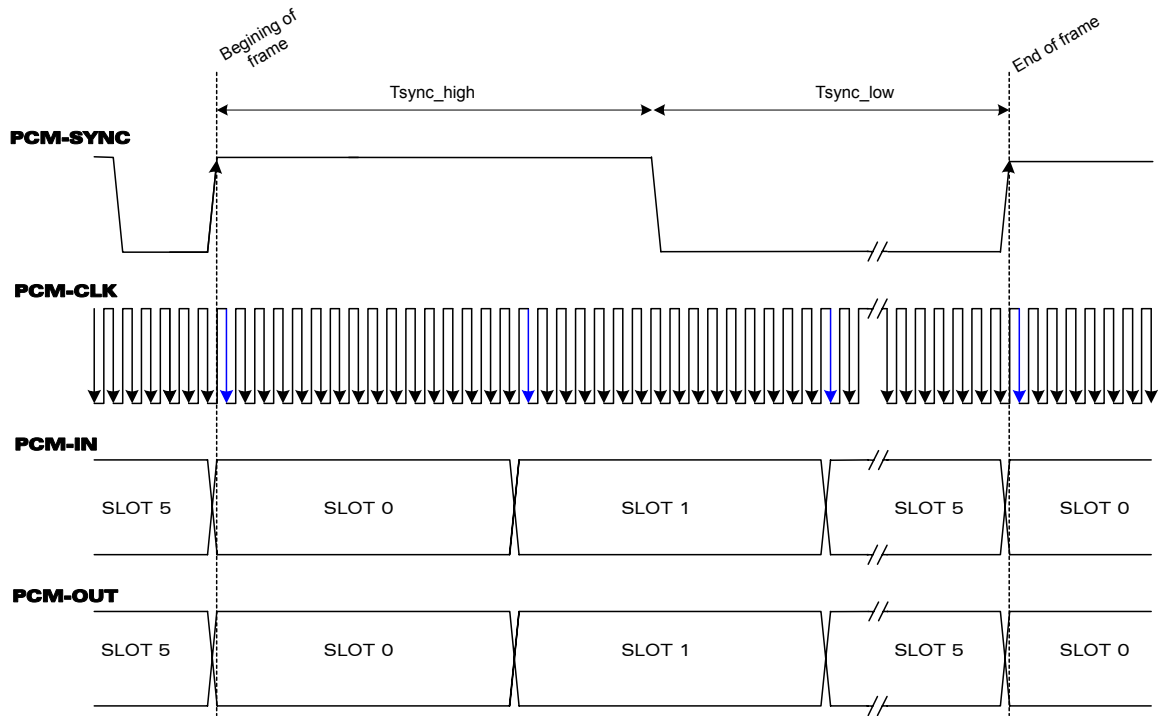 Begining of
frame
End of frame
Tsync_high
Tsync_low
PCM-SYNC
PCM-CLK
PCM-IN
SLOT 5
SLOT 0
SLOT 1
SLOT 5
SLOT 0
PCM-OUT
SLOT 5
SLOT 0
SLOT 1
SLOT 5
SLOT 0